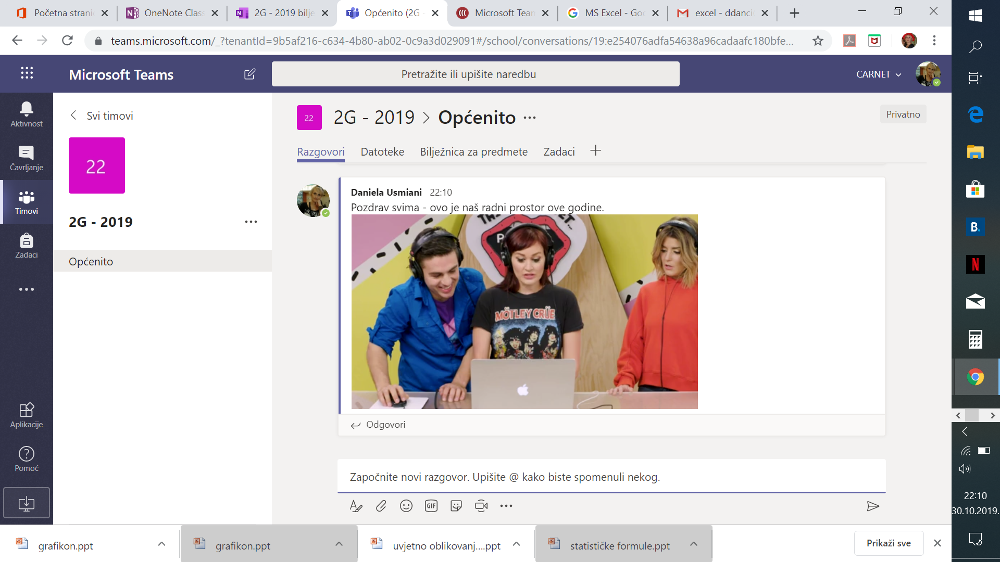 Početna strani
OneNote Class
2G - 2019 bilje
Općenito (2G -
Microsoft Team
MS Excel - Goo
excel - ddanci
teams.microsoft.com/_?tenantId=9b5af216-c634-4b80-ab02-0c9a3d029091#/school/conversations/19:e254076adfa54638a96cadaafc180bfe...
Microsoft Teams
Pretražite ili upišite naredbu
CARNET
Aktivnost
Čavrljanje
Timovi
Zadaci
Aplikacije
Pomoć
Svi timovi
22
2G - 2019
Općenito
22
2G - 2019 > Općenito
Privatno
Razgovori
Datoteke
Bilježnica za predmete
Zadaci
Daniela Usmiani 22:10
Pozdrav svima - ovo je naš radni prostor ove godine.
MÖTLEY CRÜE
Odgovori
Započnite novi razgovor. Upišite @ kako biste spomenuli nekog.
GIF
grafikon.ppt
grafikon.ppt
uvjetno oblikovanj....ppt
statističke formule.ppt
Prikaži sve
B.
N
22:10
30.10.2019.